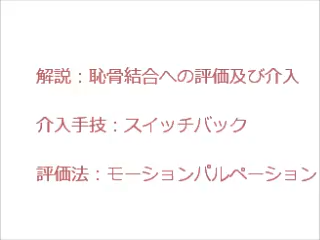 解説：恥骨結合への評価及び介入
介入手技：スイッチバック
評価法：モーションパルペーション